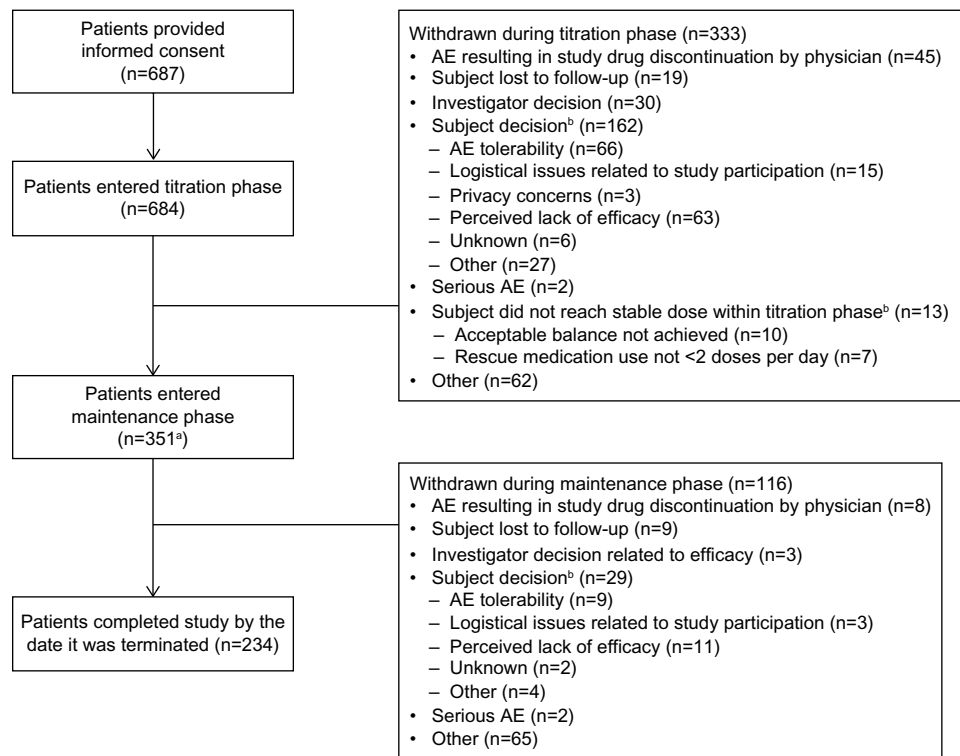 Patients provided
informed consent
(n=687)
Patients entered titration phase
(n=684)
Withdrawn during titration phase (n=333)
• AE resulting in study drug discontinuation by physician (n=45)
• Subject lost to follow-up (n=19)
• Investigator decision (n=30)
• Subject decisionᵇ (n=162)
– AE tolerability (n=66)
– Logistical issues related to study participation (n=15)
– Privacy concerns (n=3)
– Perceived lack of efficacy (n=63)
– Unknown (n=6)
– Other (n=27)
• Serious AE (n=2)
• Subject did not reach stable dose within titration phaseᵇ (n=13)
– Acceptable balance not achieved (n=10)
– Rescue medication use not <2 doses per day (n=7)
• Other (n=62)
Patients entered
maintenance phase
(n=351ᵃ)
Withdrawn during maintenance phase (n=116)
• AE resulting in study drug discontinuation by physician (n=8)
• Subject lost to follow-up (n=9)
• Investigator decision related to efficacy (n=3)
• Subject decisionᵇ (n=29)
– AE tolerability (n=9)
– Logistical issues related to study participation (n=3)
– Perceived lack of efficacy (n=11)
– Unknown (n=2)
– Other (n=4)
• Serious AE (n=2)
• Other (n=65)
Patients completed study by the
date it was terminated (n=234)